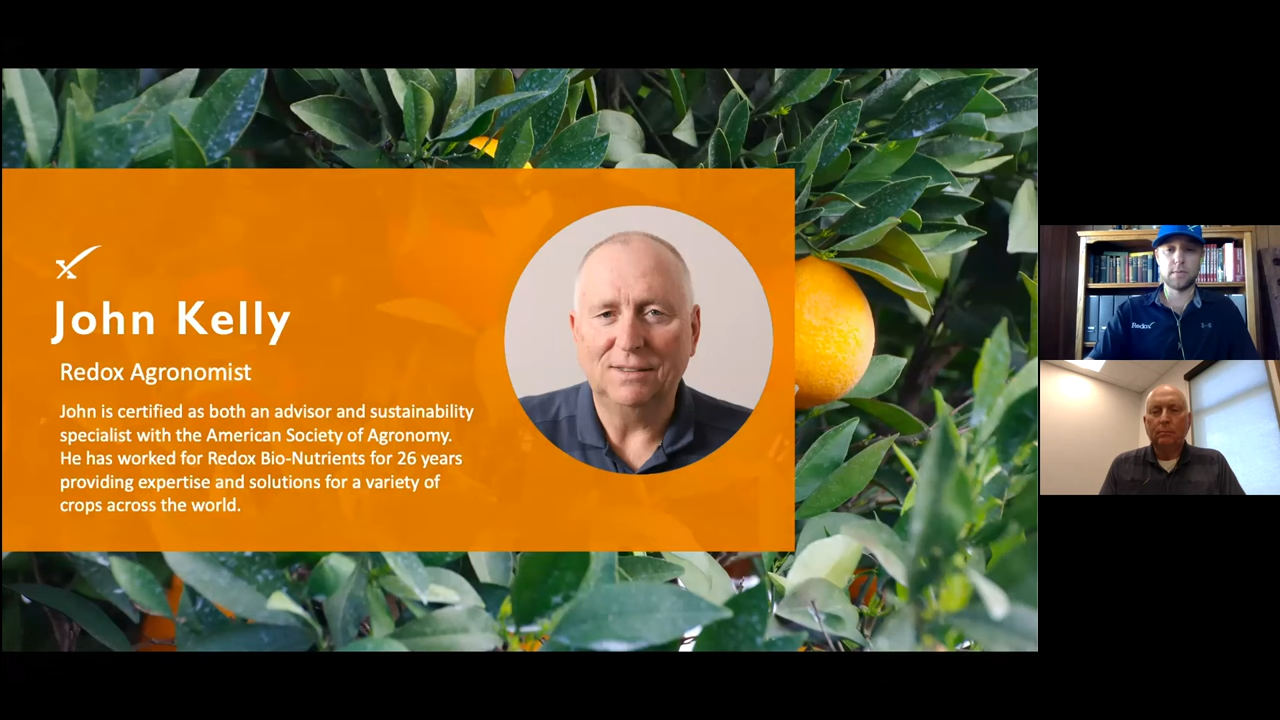 John Kelly
Redox Agronomist
John is certified as both an advisor and sustainability
specialist with the American Society of Agronomy.
He has worked for Redox Bio-Nutrients for 26 years
providing expertise and solutions for a variety of
crops across the world.
Redox